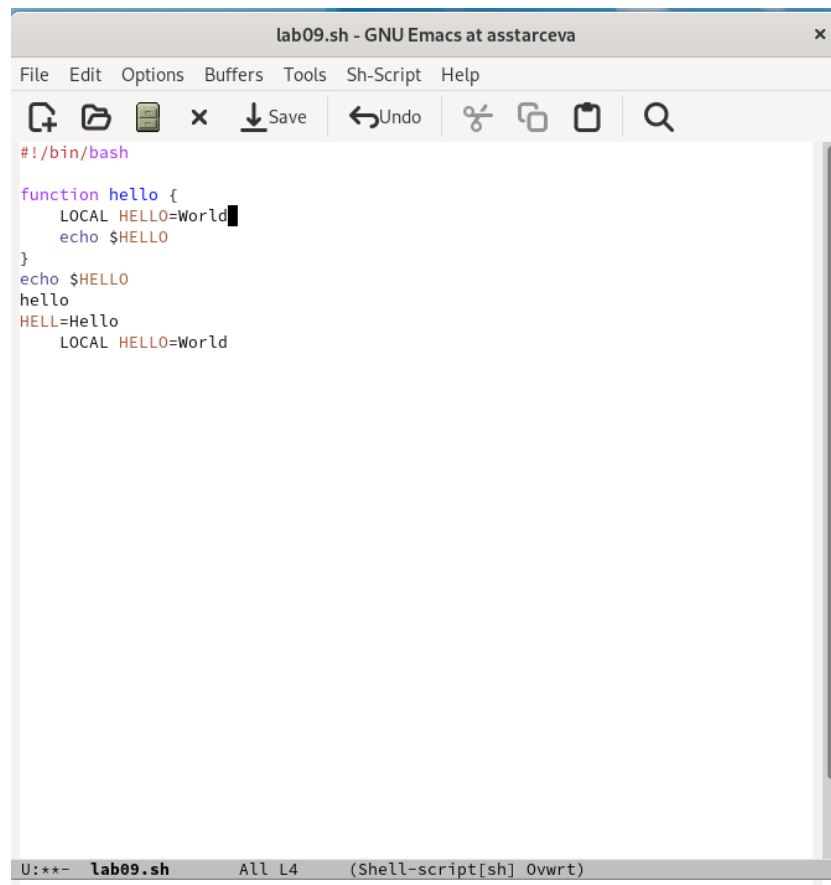 lab09.sh - GNU Emacs at asstarceva ×
File Edit Options Buffers Tools Sh-Script Help
Save Undo
#!/bin/bash
function hello {
    LOCAL HELLO=World
    echo $HELLO
}
echo $HELLO
hello
HELL=Hello
    LOCAL HELLO=World
U:**-  lab09.sh      All L4     (Shell-script[sh] Ovwrt)